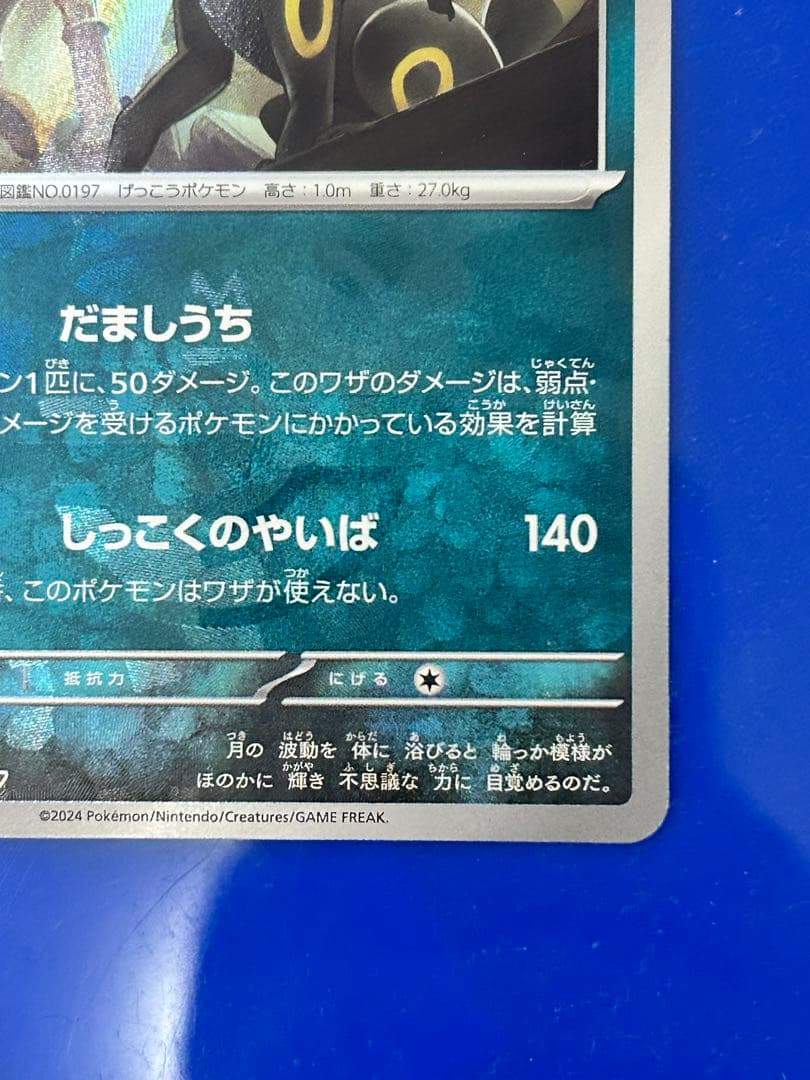 図鑑NO.0197 げっこうポケモン 高さ：1.0m 重さ：27.0kg
だましうち
ン1匹に、50ダメージ。このワザのダメージは、弱点・
メージを受けるポケモンにかかっている効果を計算
しっこくのやいば 140
、このポケモンはワザが使えない。
抵抗力 にげる
月の 波動を 体に 浴びると 輪っか模様が
ほのかに 輝き 不思議な 力に 目覚めるのだ。
7
©2024 Pokémon/Nintendo/Creatures/GAME FREAK.